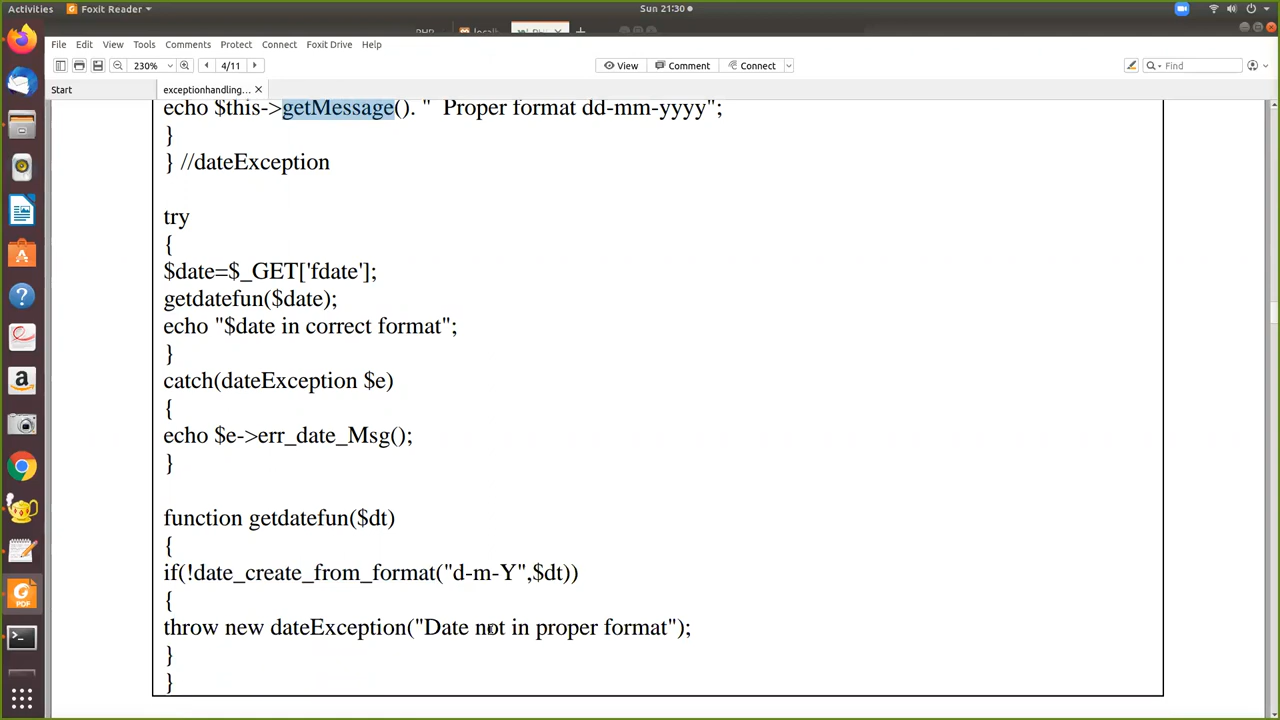 Activities Foxit Reader Sun 21:30
File Edit View Tools Comments Protect Connect Foxit Drive Help
230% 4/11 View Comment Connect Find
Start exceptionhandling...
echo $this->getMessage(). "  Proper format dd-mm-yyyy";
}
} //dateException
try
{
$date=$_GET['fdate'];
getdatefun($date);
echo "$date in correct format";
}
catch(dateException $e)
{
echo $e->err_date_Msg();
}
function getdatefun($dt)
{
if(!date_create_from_format("d-m-Y",$dt))
{
throw new dateException("Date not in proper format");
}
}